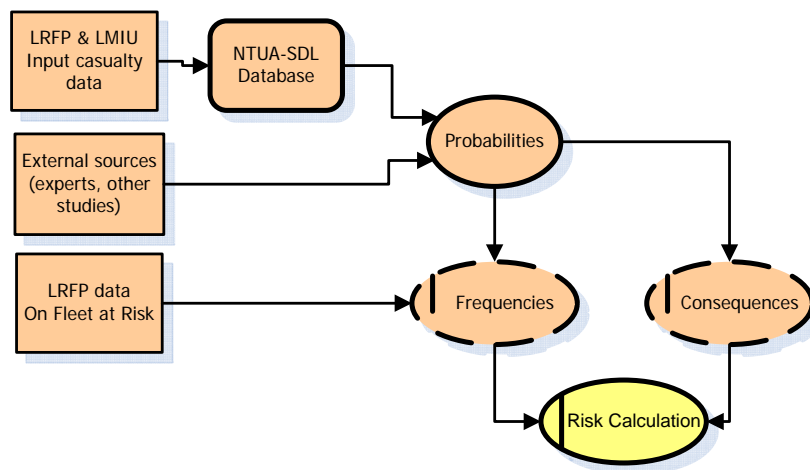 LRFP & LMIU
Input casualty
data
NTUA-SDL
Database
Probabilities
External sources
(experts, other
studies)
LRFP data
On Fleet at Risk
Frequencies
Consequences
Risk Calculation